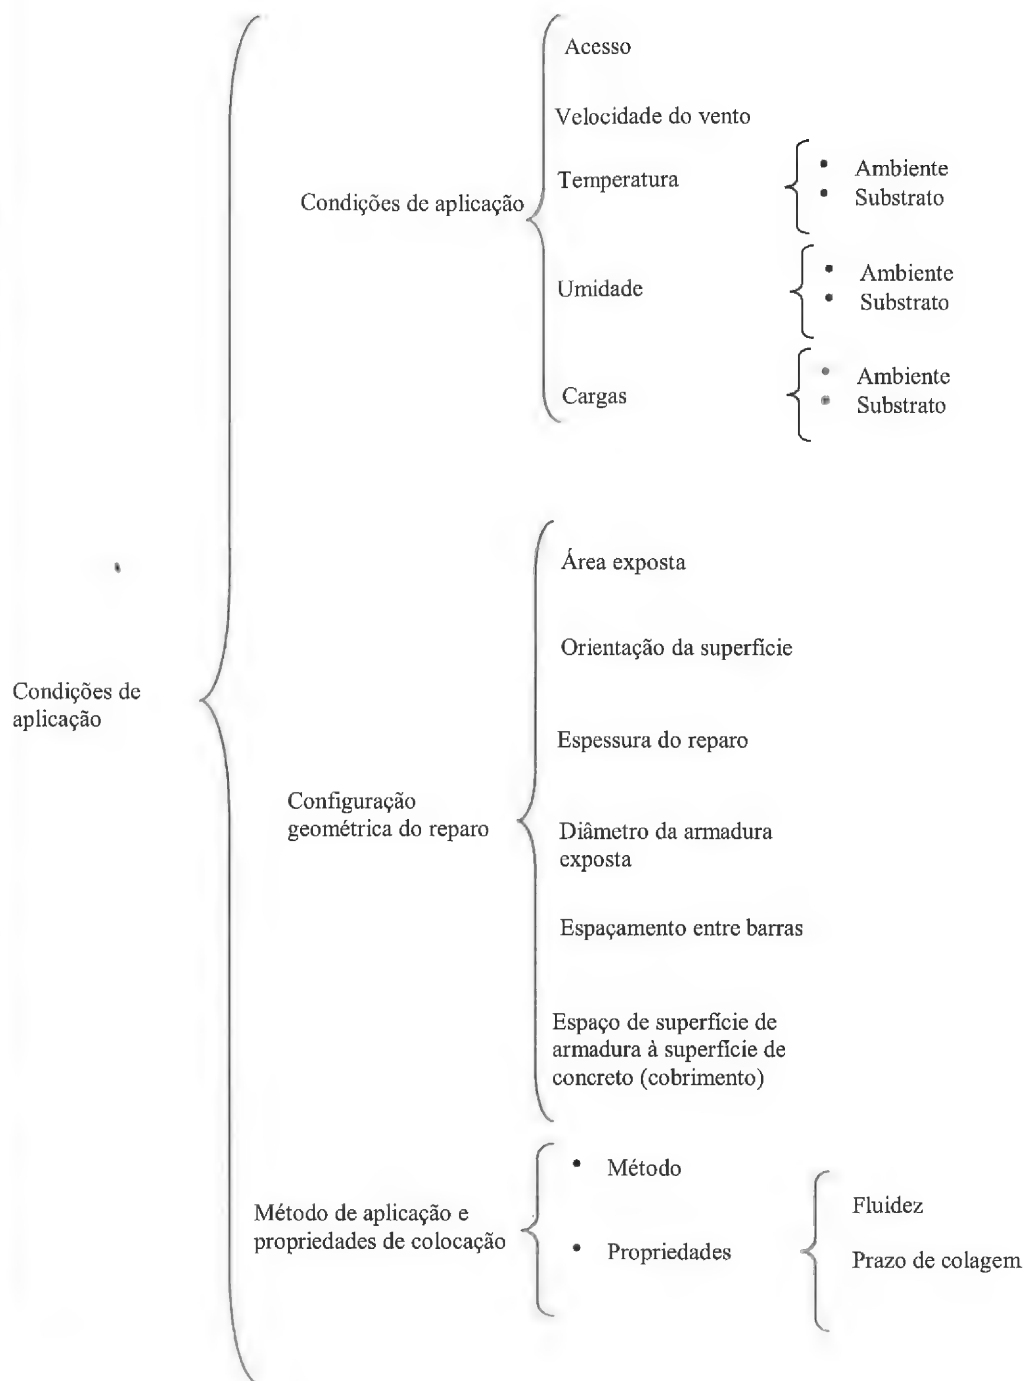 Condições de
aplicação
Condições de aplicação
Acesso
Velocidade do vento
Temperatura
• Ambiente
• Substrato
Umidade
• Ambiente
• Substrato
Cargas
• Ambiente
• Substrato
Configuração
geométrica do reparo
Área exposta
Orientação da superfície
Espessura do reparo
Diâmetro da armadura
exposta
Espaçamento entre barras
Espaço de superfície de
armadura à superfície de
concreto (cobrimento)
Método de aplicação e
propriedades de colocação
• Método
• Propriedades
Fluidez
Prazo de colagem